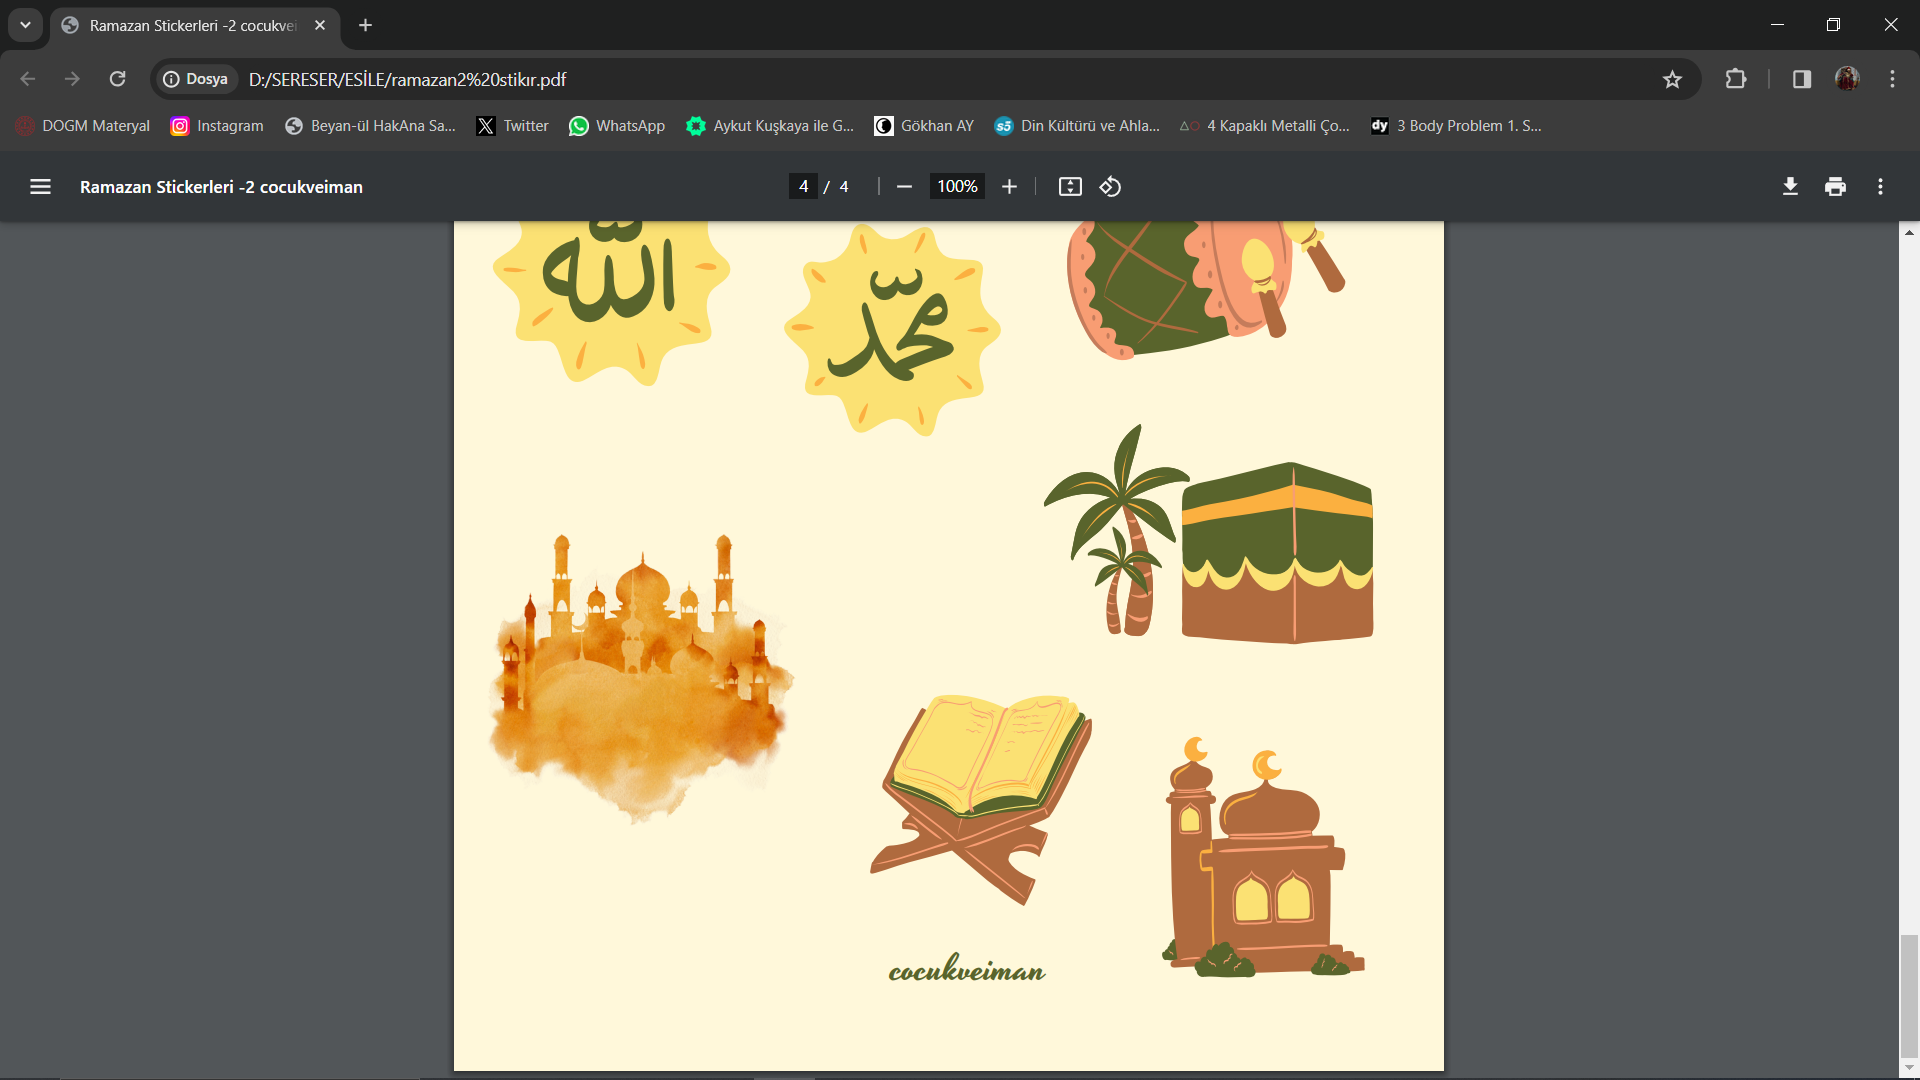 Ramazan Stickerleri -2 cocukvei
Dosya D:/SERESER/ESİLE/ramazan2%20stikır.pdf
DOGM Materyal Instagram Beyan-ül HakAna Sa... Twitter WhatsApp Aykut Kuşkaya ile G... Gökhan AY s5 Din Kültürü ve Ahla... 4 Kapaklı Metalli Ço... dy 3 Body Problem 1. S...
Ramazan Stickerleri -2 cocukveiman 4 / 4 100%
الله
محمد
cocukveiman